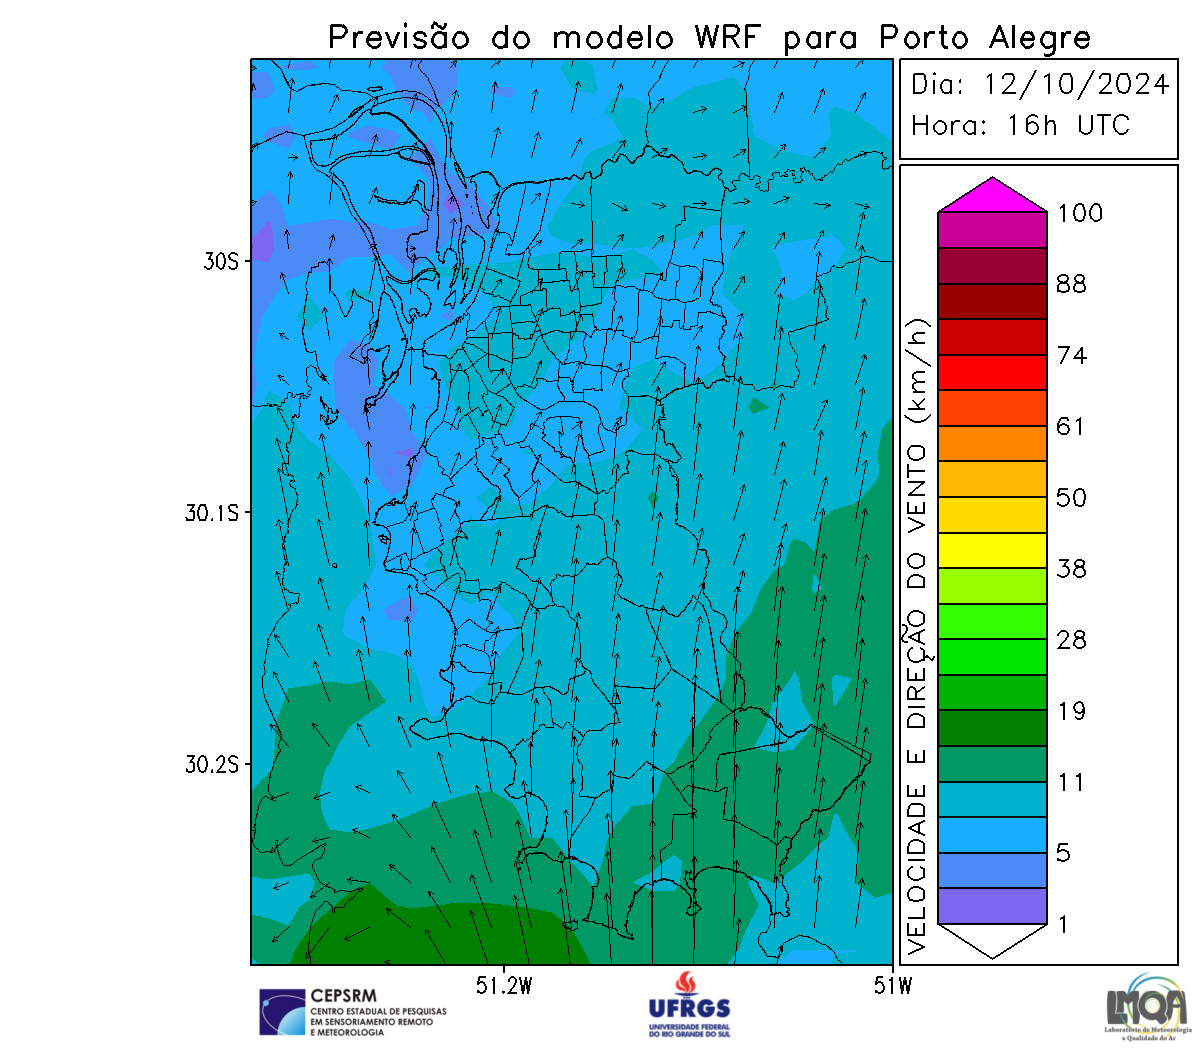 Previsão do modelo WRF para Porto Alegre
Dia: 12/10/2024
Hora: 16h UTC
30S
30.1S
30.2S
51.2W
51W
VELOCIDADE E DIREÇÃO DO VENTO (km/h)
100
88
74
61
50
38
28
19
11
5
1
CEPSRM
CENTRO ESTADUAL DE PESQUISAS
EM SENSORIAMENTO REMOTO
E METEOROLOGIA
UFRGS
UNIVERSIDADE FEDERAL
DO RIO GRANDE DO SUL
LMQA
Laboratório de Meteorologia
e Qualidade do Ar